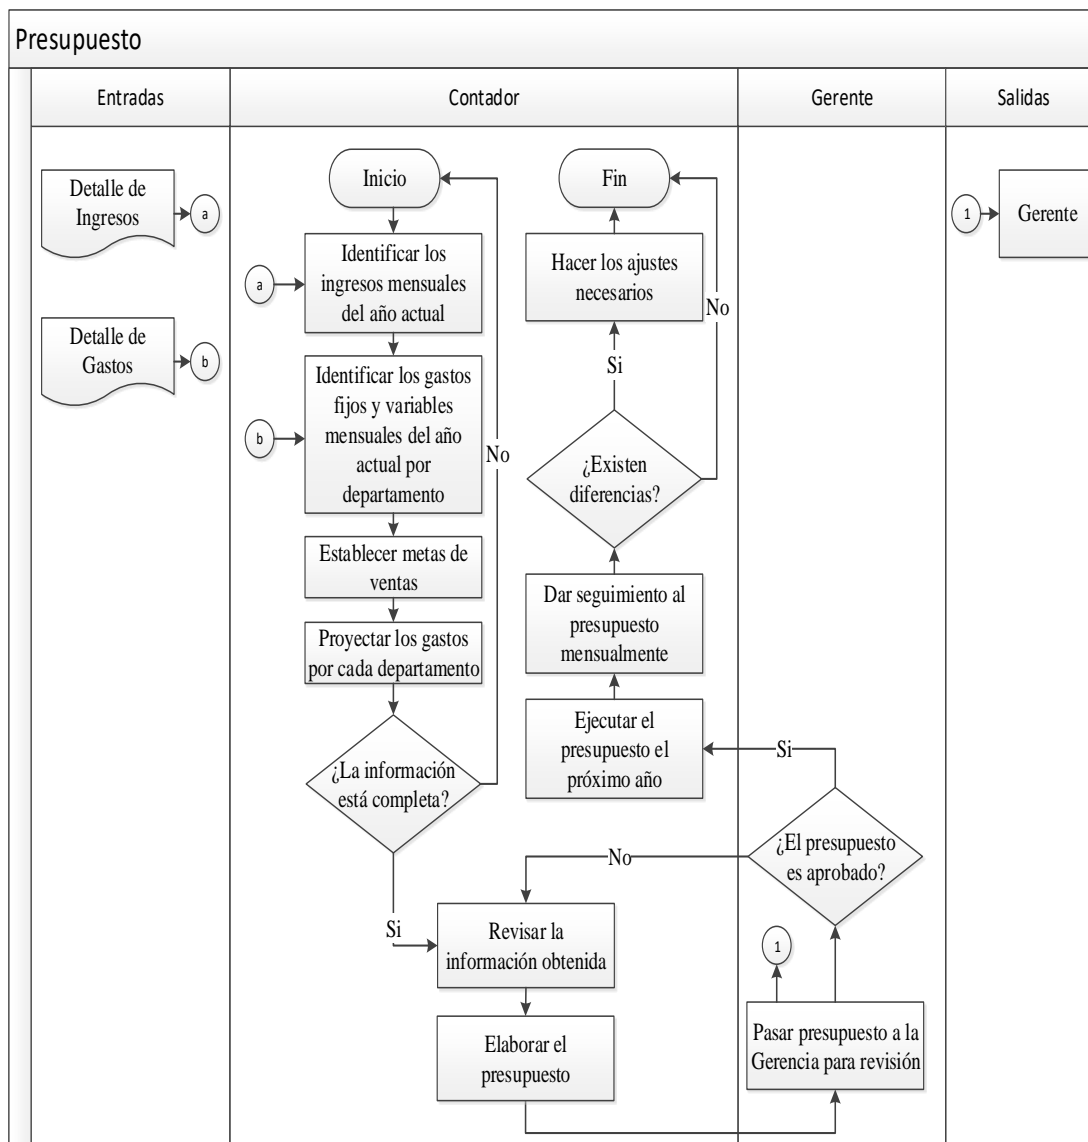 Presupuesto
Entradas
Contador
Gerente
Salidas
Detalle de
Ingresos
a
Detalle de
Gastos
b
Inicio
Identificar los
ingresos mensuales
del año actual
a
Identificar los gastos
fijos y variables
mensuales del año
actual por
departamento
b
No
Establecer metas de
ventas
Proyectar los gastos
por cada departamento
¿La información
está completa?
Si
Revisar la
información obtenida
Elaborar el
presupuesto
Fin
Hacer los ajustes
necesarios
No
Si
¿Existen
diferencias?
Dar seguimiento al
presupuesto
mensualmente
Ejecutar el
presupuesto el
próximo año
Si
¿El presupuesto
es aprobado?
No
1
Pasar presupuesto a la
Gerencia para revisión
1
Gerente